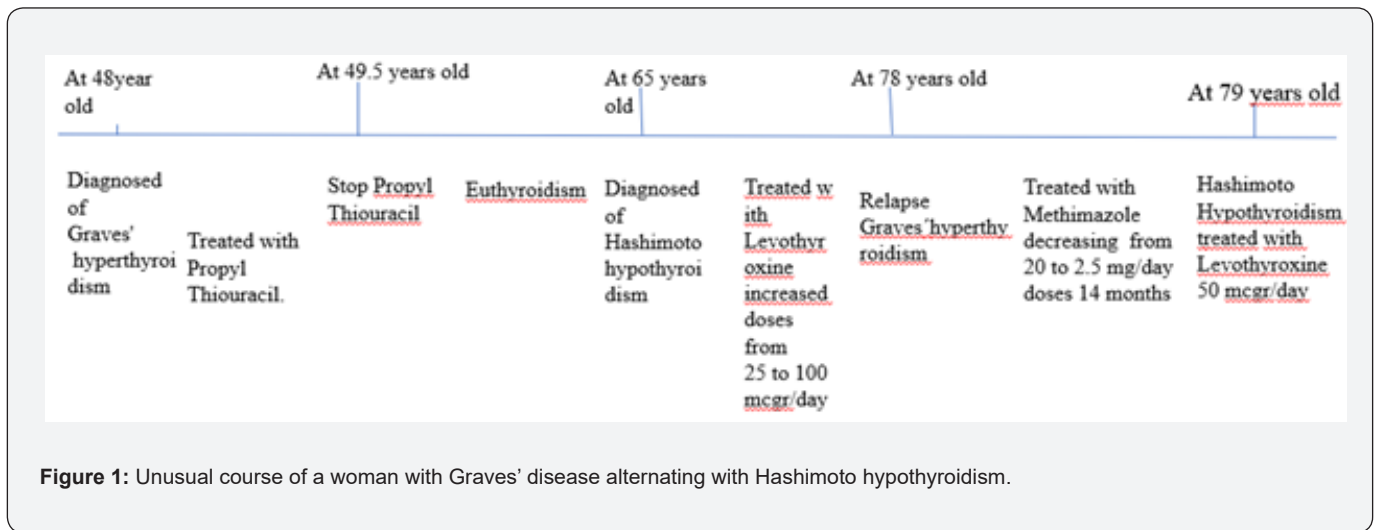 At 48year
old
At 49.5 years old
At 65 years
old
At 78 years old
At 79 years old
Diagnosed
of
Graves'
hyperthyroi
dism
Treated with
Propyl
Thiouracil.
Stop Propyl
Thiouracil
Euthyroidism
Diagnosed
of
Hashimoto
hypothyroi
dism
Treated w
ith
Levothyr
oxine
increased
doses
from
25 to 100
mcgr/day
Relapse
Graves´hyperthy
roidism
Treated with
Methimazole
decreasing from
20 to 2.5 mg/day
doses 14 months
Hashimoto
Hypothyroidism
treated with
Levothyroxine
50 mcgr/day
Figure 1: Unusual course of a woman with Graves’ disease alternating with Hashimoto hypothyroidism.